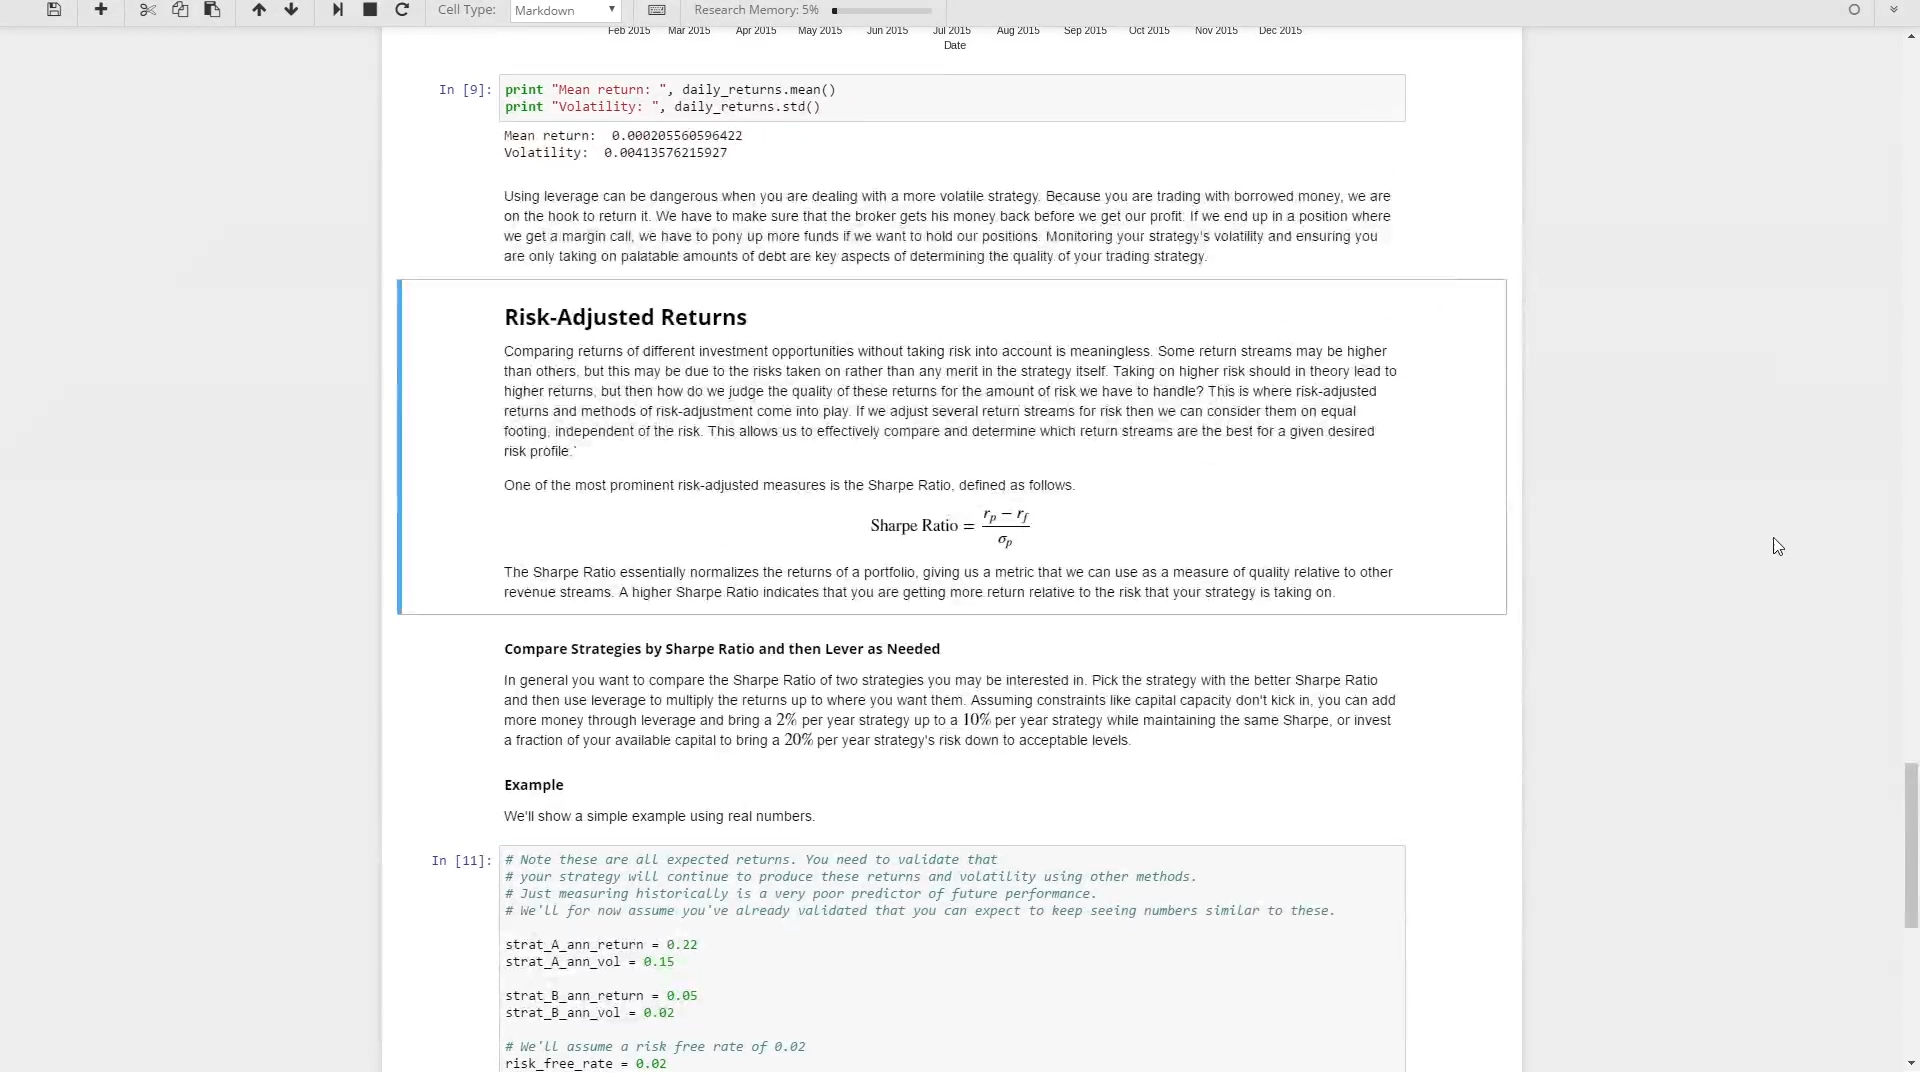 Cell Type: Markdown Research Memory: 5%
Feb 2015 Mar 2015 Apr 2015 May 2015 Jun 2015 Jul 2015 Aug 2015 Sep 2015 Oct 2015 Nov 2015 Dec 2015
Date
In [9]: print "Mean return: ", daily_returns.mean()
print "Volatility: ", daily_returns.std()
Mean return:  0.000205560596422
Volatility:  0.00413576215927
Using leverage can be dangerous when you are dealing with a more volatile strategy. Because you are trading with borrowed money, we are
on the hook to return it. We have to make sure that the broker gets his money back before we get our profit. If we end up in a position where
we get a margin call, we have to pony up more funds if we want to hold our positions. Monitoring your strategy's volatility and ensuring you
are only taking on palatable amounts of debt are key aspects of determining the quality of your trading strategy.
Risk-Adjusted Returns
Comparing returns of different investment opportunities without taking risk into account is meaningless. Some return streams may be higher
than others, but this may be due to the risks taken on rather than any merit in the strategy itself. Taking on higher risk should in theory lead to
higher returns, but then how do we judge the quality of these returns for the amount of risk we have to handle? This is where risk-adjusted
returns and methods of risk-adjustment come into play. If we adjust several return streams for risk then we can consider them on equal
footing, independent of the risk. This allows us to effectively compare and determine which return streams are the best for a given desired
risk profile.`
One of the most prominent risk-adjusted measures is the Sharpe Ratio, defined as follows.
Sharpe Ratio = (r_p − r_f) / σ_p
The Sharpe Ratio essentially normalizes the returns of a portfolio, giving us a metric that we can use as a measure of quality relative to other
revenue streams. A higher Sharpe Ratio indicates that you are getting more return relative to the risk that your strategy is taking on.
Compare Strategies by Sharpe Ratio and then Lever as Needed
In general you want to compare the Sharpe Ratio of two strategies you may be interested in. Pick the strategy with the better Sharpe Ratio
and then use leverage to multiply the returns up to where you want them. Assuming constraints like capital capacity don't kick in, you can add
more money through leverage and bring a 2% per year strategy up to a 10% per year strategy while maintaining the same Sharpe, or invest
a fraction of your available capital to bring a 20% per year strategy's risk down to acceptable levels.
Example
We'll show a simple example using real numbers.
In [11]: # Note these are all expected returns. You need to validate that
# your strategy will continue to produce these returns and volatility using other methods.
# Just measuring historically is a very poor predictor of future performance.
# We'll for now assume you've already validated that you can expect to keep seeing numbers similar to these.
strat_A_ann_return = 0.22
strat_A_ann_vol = 0.15
strat_B_ann_return = 0.05
strat_B_ann_vol = 0.02
# We'll assume a risk free rate of 0.02
risk_free_rate = 0.02